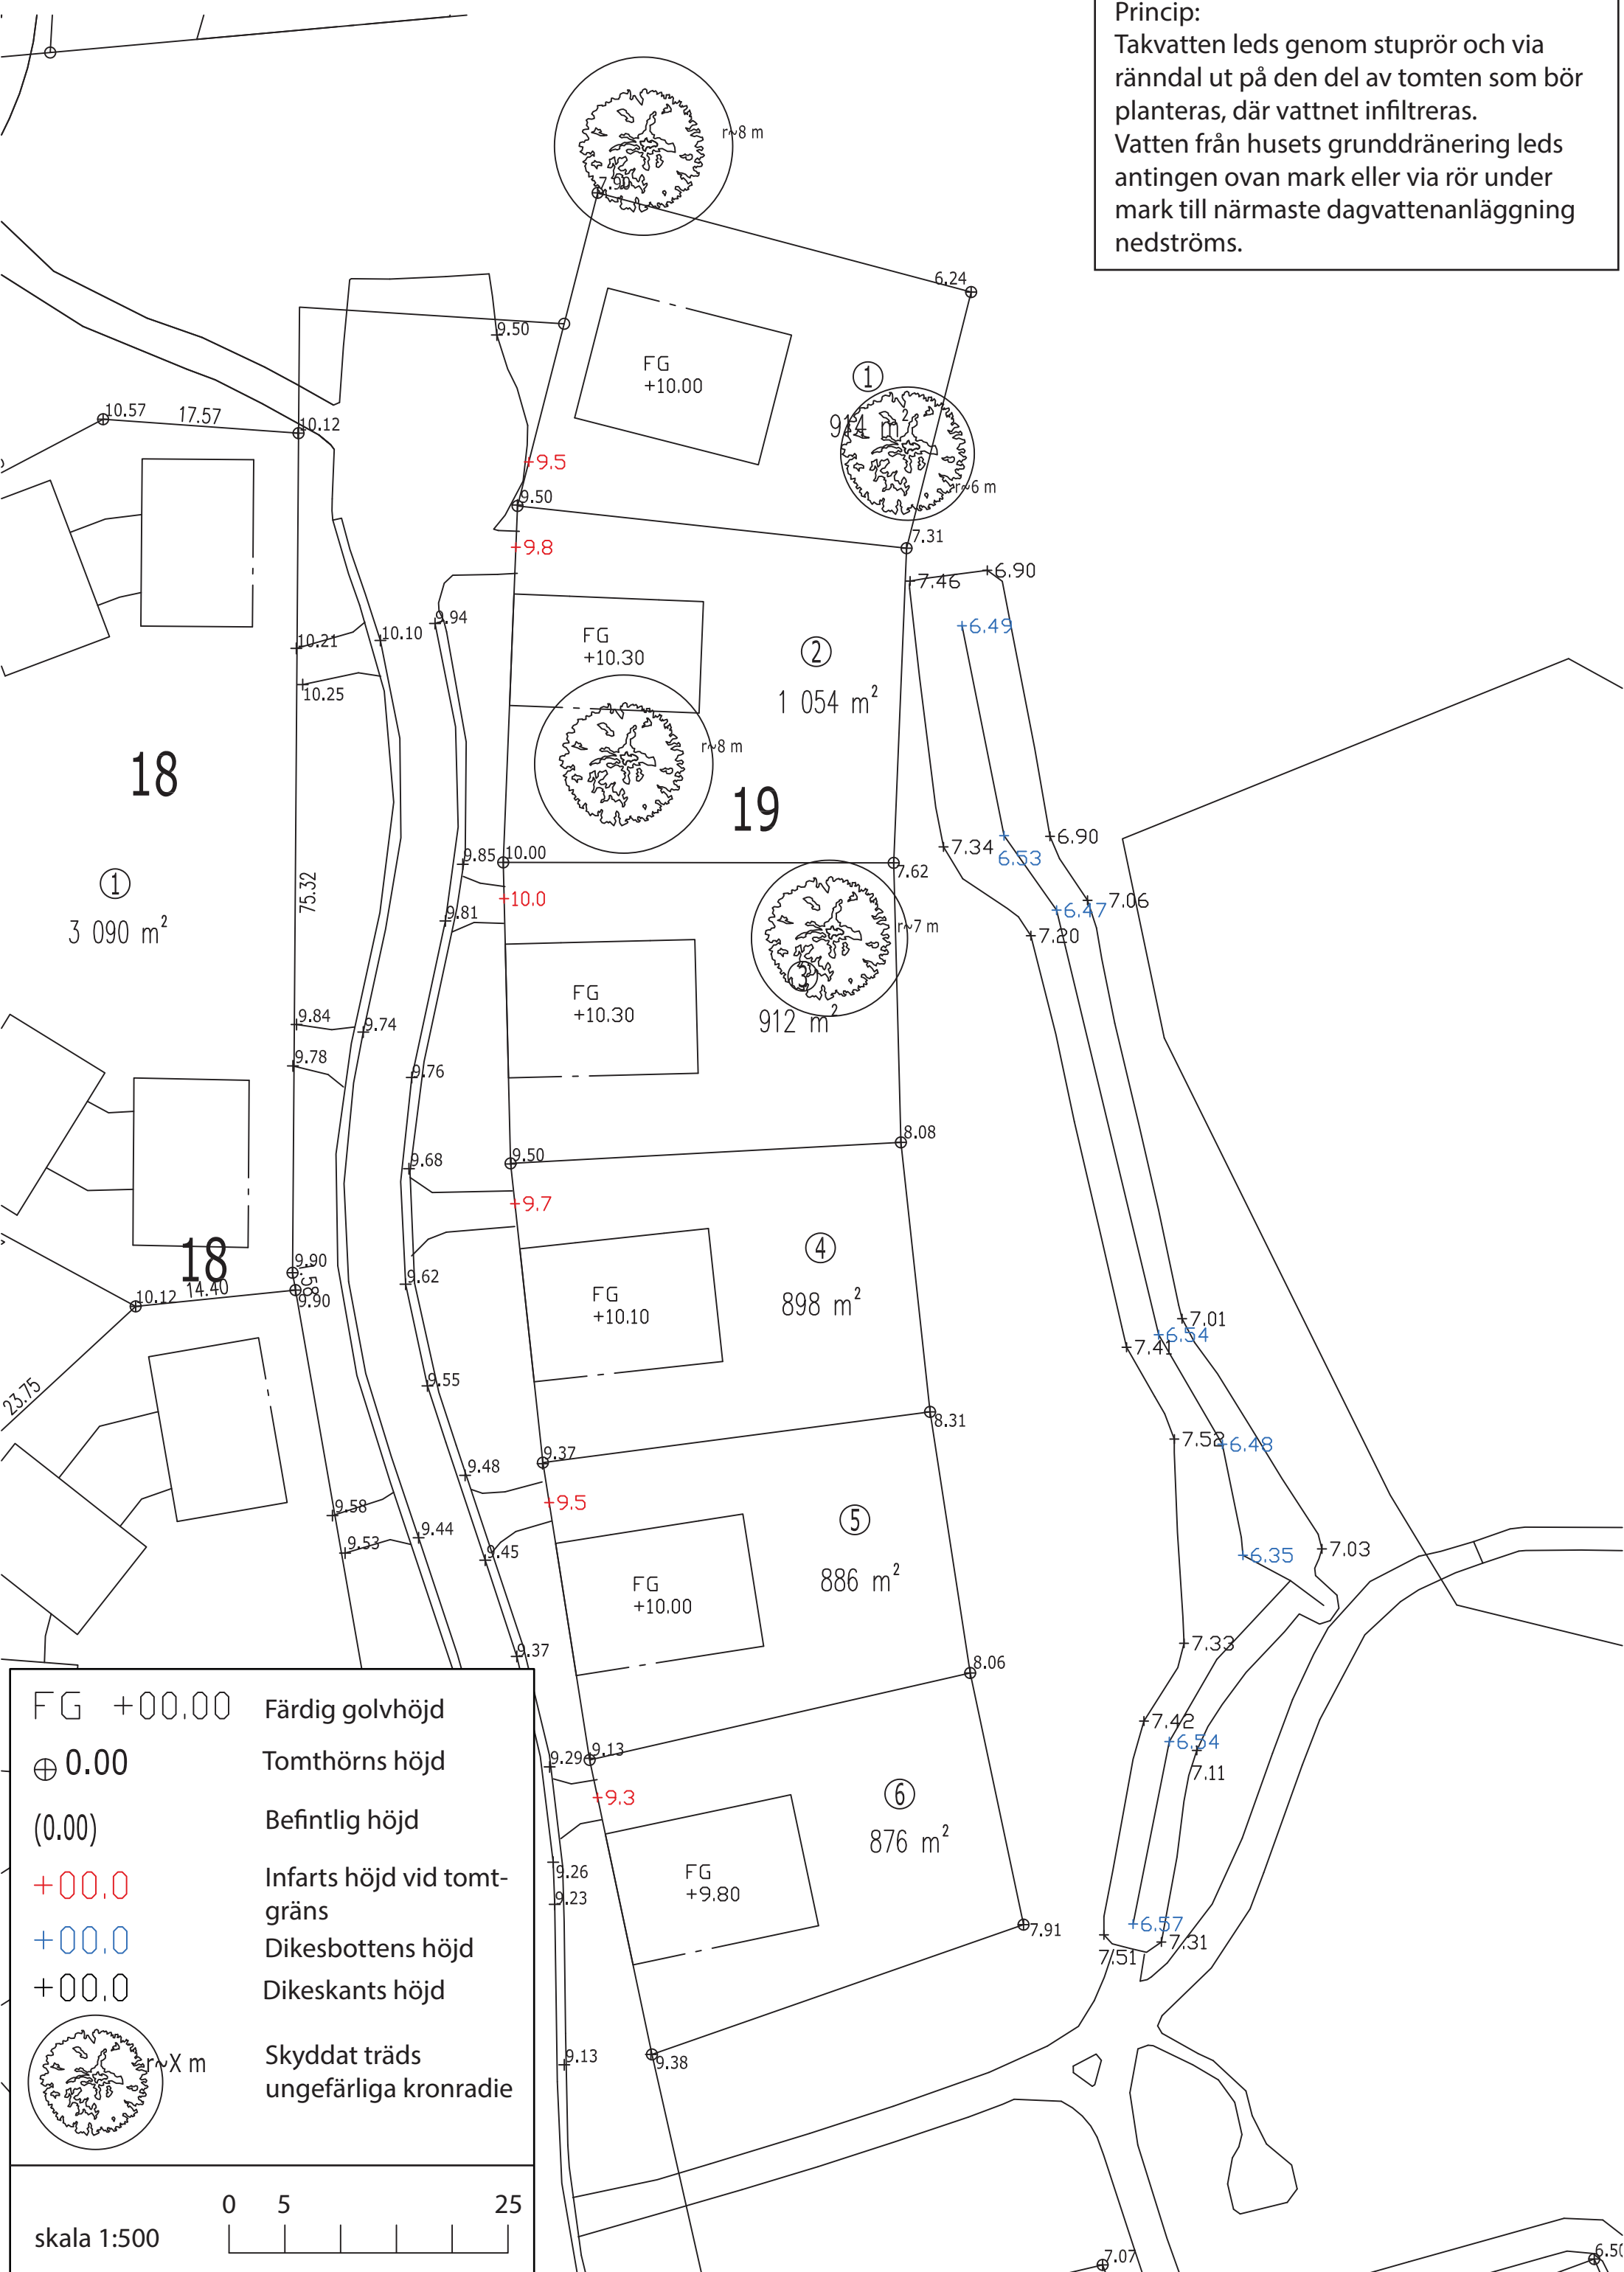 Princip:
Takvatten leds genom stuprör och via
ränndal ut på den del av tomten som bör
planteras, där vattnet infiltreras.
Vatten från husets grunddränering leds
antingen ovan mark eller via rör under
mark till närmaste dagvattenanläggning
nedströms.
r~8 m
7.90
6.24
9.50
FG
+10.00
1
914 m²
r~6 m
10.57
17.57
10.12
+9.5
9.50
7.31
+9.8
+7.46
+6.90
+6.49
9.94
10.21
10.10
FG
+10.30
2
1 054 m²
10.25
r~8 m
18
19
+7.34
6.53
+6.90
9.85
10.00
7.62
1
3 090 m²
75.32
+10.0
9.81
r~7 m
+6.47
+7.06
+7.20
3
912 m²
FG
+10.30
9.84
9.74
9.78
9.76
8.08
9.68
9.50
+9.7
18
9.90
4
898 m²
9.62
FG
+10.10
10.12
14.40
.58
9.90
+7.01
+6.54
+7.41
23.75
9.55
8.31
+7.52
+6.48
9.48
9.37
+9.5
5
886 m²
9.58
9.53
9.44
9.45
+6.35
+7.03
FG
+10.00
9.37
+7.33
8.06
+7.42
+6.54
7.11
9.29
9.13
+9.3
6
876 m²
9.26
9.23
FG
+9.80
7.91
+6.57
+7.31
7.51
9.13
9.38
7.07
6.50
FG +00.00
Färdig golvhöjd
0.00
Tomthörns höjd
(0.00)
Befintlig höjd
+00.0
Infarts höjd vid tomt-
gräns
+00.0
Dikesbottens höjd
+00.0
Dikeskants höjd
r~X m
Skyddat träds
ungefärliga kronradie
0 5 25
skala 1:500